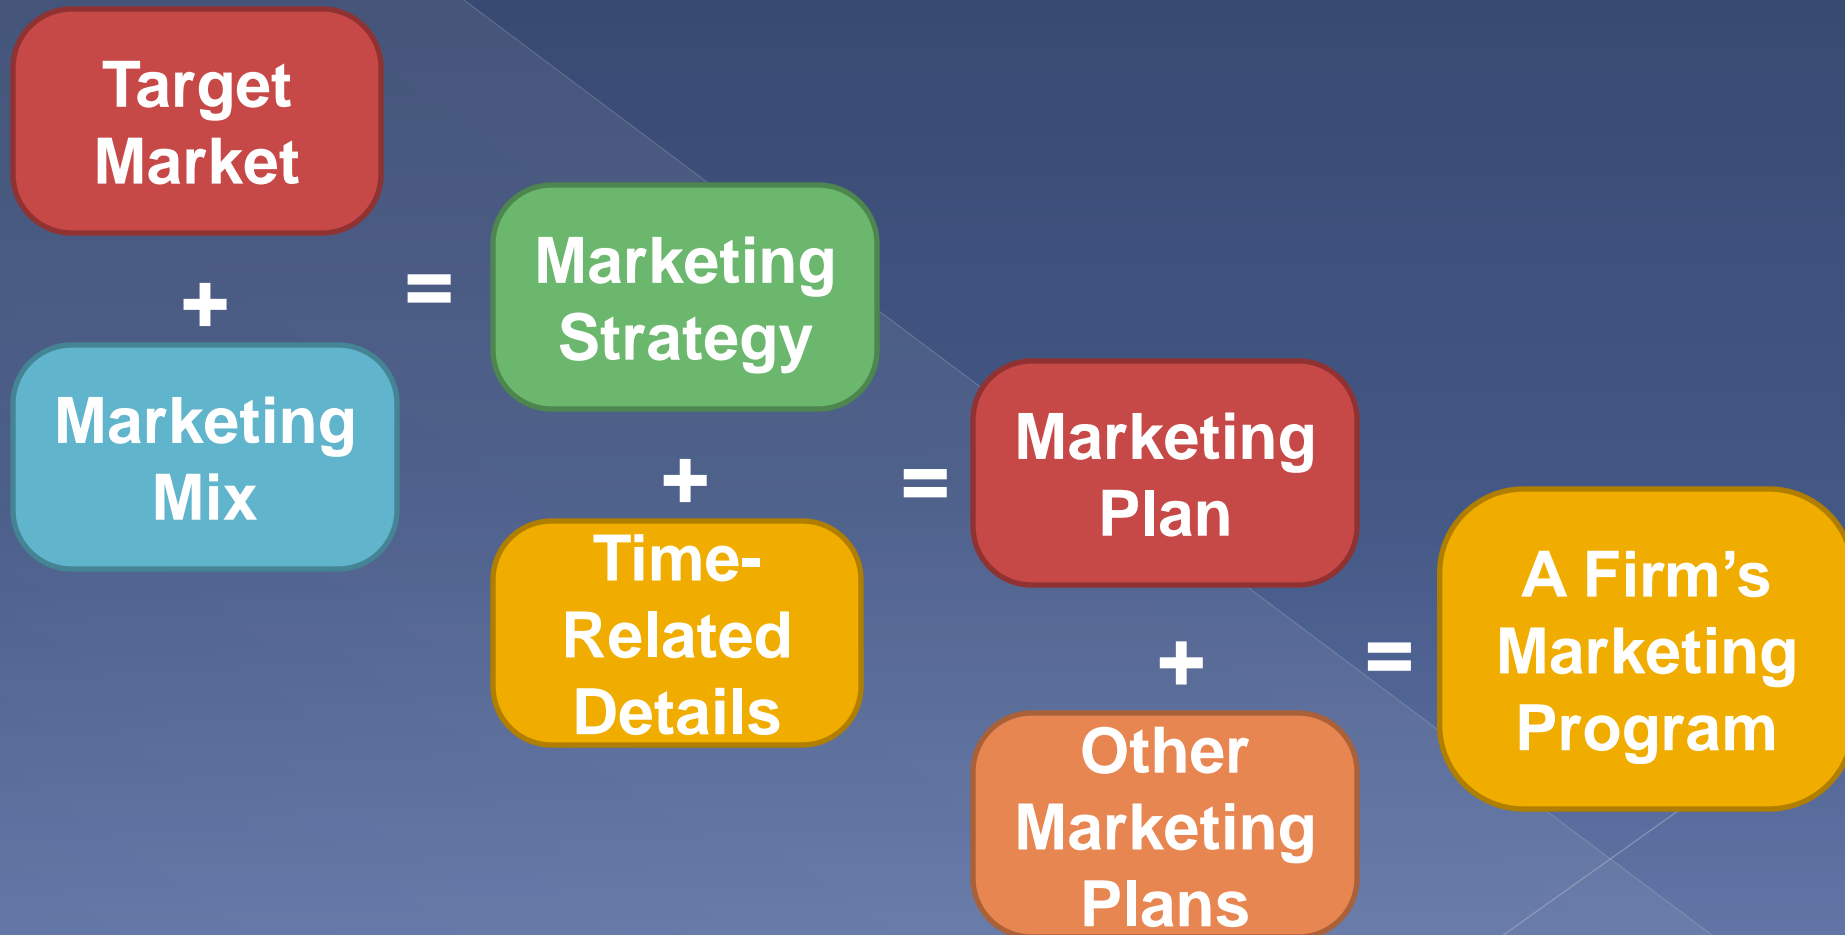 Target
Market
+
=
Marketing
Mix
Marketing
Strategy
+
=
Time-
Related
Details
Marketing
Plan
+
=
Other
Marketing
Plans
A Firm’s
Marketing
Program